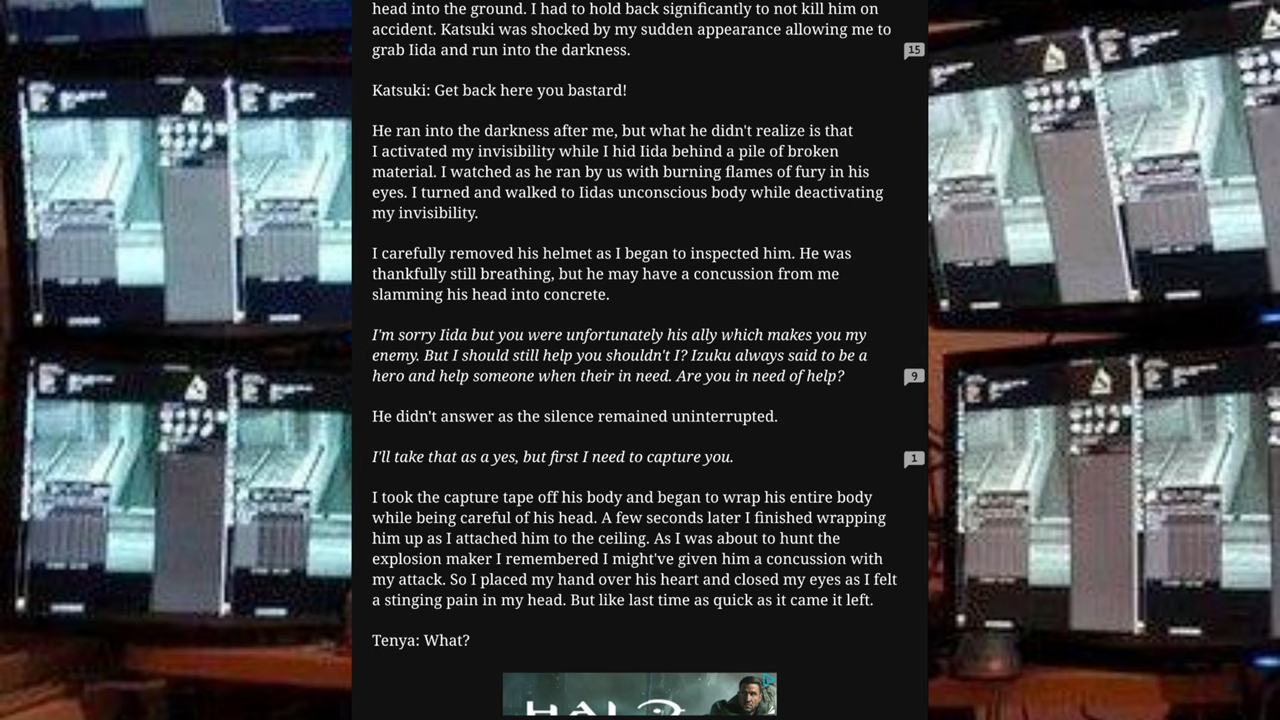 head into the ground. I had to hold back significantly to not kill him on
accident. Katsuki was shocked by my sudden appearance allowing me to
grab Iida and run into the darkness.
15
Katsuki: Get back here you bastard!
He ran into the darkness after me, but what he didn't realize is that
I activated my invisibility while I hid Iida behind a pile of broken
material. I watched as he ran by us with burning flames of fury in his
eyes. I turned and walked to Iidas unconscious body while deactivating
my invisibility.
I carefully removed his helmet as I began to inspected him. He was
thankfully still breathing, but he may have a concussion from me
slamming his head into concrete.
I'm sorry Iida but you were unfortunately his ally which makes you my
enemy. But I should still help you shouldn't I? Izuku always said to be a
hero and help someone when their in need. Are you in need of help?
9
He didn't answer as the silence remained uninterrupted.
I'll take that as a yes, but first I need to capture you.
1
I took the capture tape off his body and began to wrap his entire body
while being careful of his head. A few seconds later I finished wrapping
him up as I attached him to the ceiling. As I was about to hunt the
explosion maker I remembered I might've given him a concussion with
my attack. So I placed my hand over his heart and closed my eyes as I felt
a stinging pain in my head. But like last time as quick as it came it left.
Tenya: What?
HALO